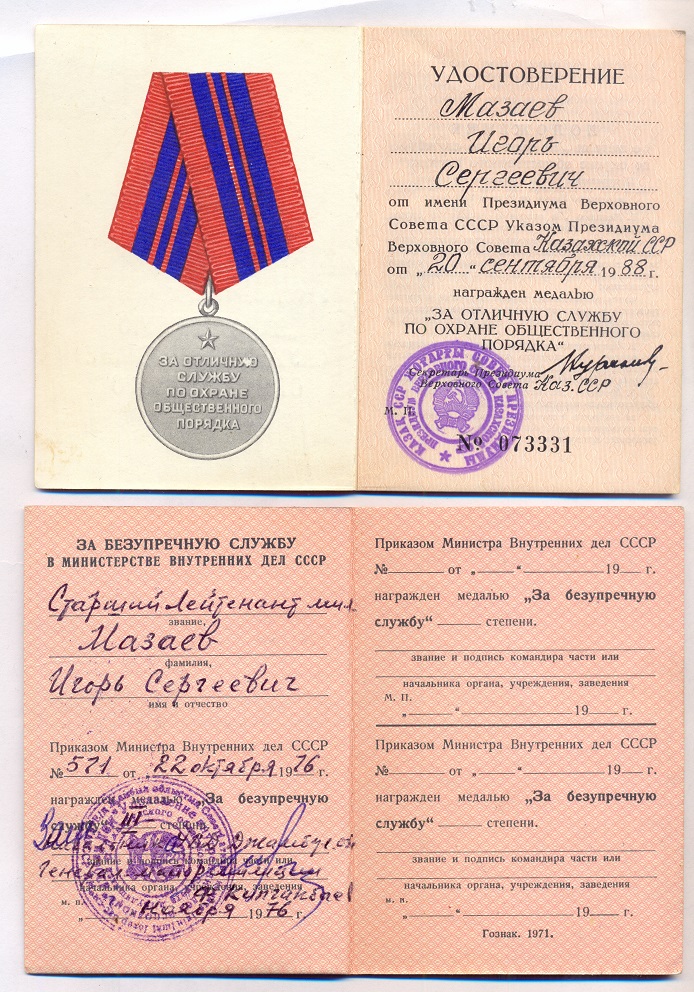 ЗА ОТЛИЧНУЮ
СЛУЖБУ
ПО ОХРАНЕ
ОБЩЕСТВЕННОГО
ПОРЯДКА
УДОСТОВЕРЕНИЕ
Мазаев
Игорь
Сергеевич
от имени Президиума Верховного
Совета СССР Указом Президиума
Верховного Совета Казахской ССР
от „20“ сентября 1988 г.
награжден медалью
„ЗА ОТЛИЧНУЮ СЛУЖБУ
ПО ОХРАНЕ ОБЩЕСТВЕННОГО
ПОРЯДКА“
Секретарь Президиума
Верховного Совета Каз.ССР
М. П.
№ 073331
ЗА БЕЗУПРЕЧНУЮ СЛУЖБУ
В МИНИСТЕРСТВЕ ВНУТРЕННИХ ДЕЛ СССР
Старший Лейтенант мил
звание,
Мазаев
фамилия,
Игорь Сергеевич
имя и отчество
Приказом Министра Внутренних дел СССР
№ 571 от „22 октября 1976 г.
награжден медалью „За безупречную
службу“ III степени.
звание и подпись командира части или
Генерал
начальника органа, учреждения, заведения
м. п.
ноября 1976 г.
Приказом Министра Внутренних дел СССР
№ от „ “ 19 г.
награжден медалью „За безупречную
службу“ степени.
звание и подпись командира части или
начальника органа, учреждения, заведения
м. п.
„ “ 19 г.
Приказом Министра Внутренних дел СССР
№ от „ “ 19 г.
награжден медалью „За безупречную
службу“ степени.
звание и подпись командира части или
начальника органа, учреждения, заведения
м. п.
„ “ 19 г.
Гознак. 1971.